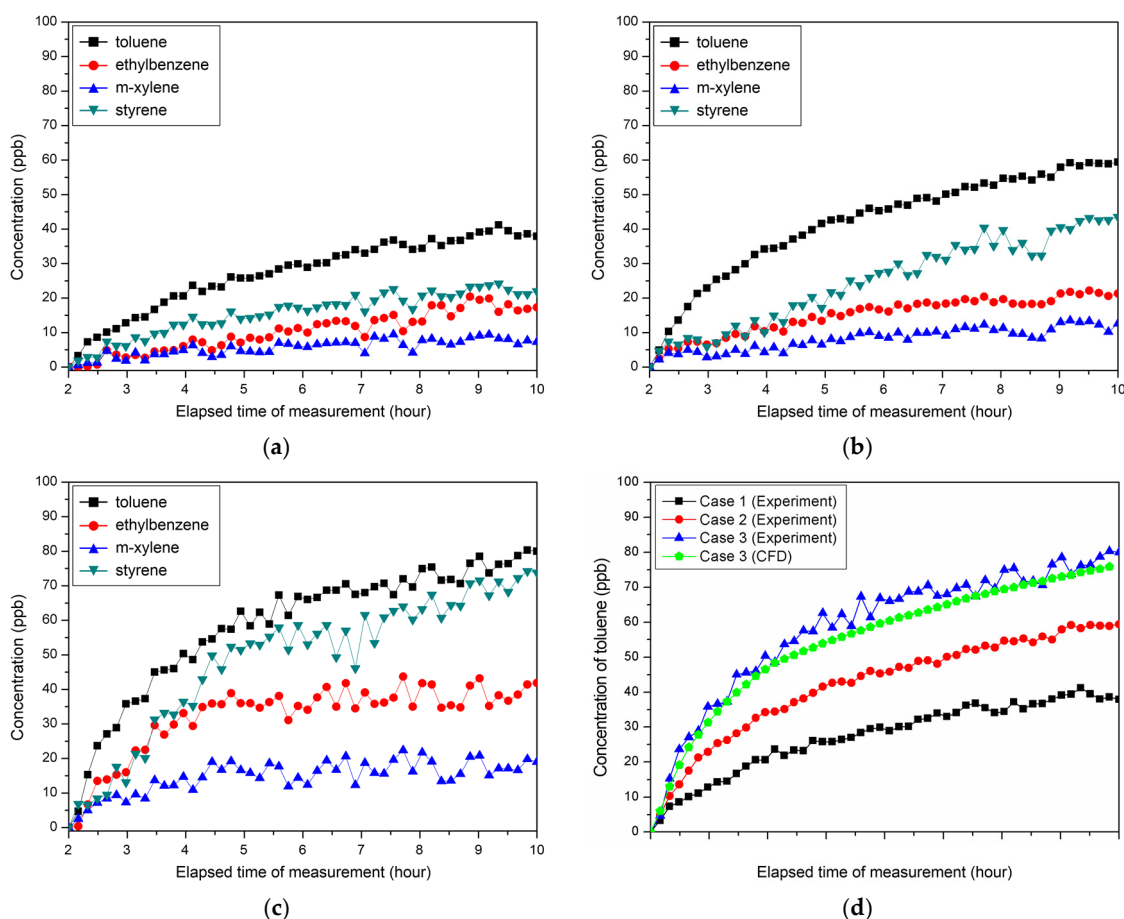 100
90
80
70
60
50
40
30
20
10
0
Concentration (ppb)
toluene
ethylbenzene
m-xylene
styrene
2 3 4 5 6 7 8 9 10
Elapsed time of measurement (hour)
(a)
100
90
80
70
60
50
40
30
20
10
0
Concentration (ppb)
toluene
ethylbenzene
m-xylene
styrene
2 3 4 5 6 7 8 9 10
Elapsed time of measurement (hour)
(b)
100
90
80
70
60
50
40
30
20
10
0
Concentration (ppb)
toluene
ethylbenzene
m-xylene
styrene
2 3 4 5 6 7 8 9 10
Elapsed time of measurement (hour)
(c)
100
90
80
70
60
50
40
30
20
10
0
Concentration of toluene (ppb)
Case 1 (Experiment)
Case 2 (Experiment)
Case 3 (Experiment)
Case 3 (CFD)
Elapsed time of measurement (hour)
(d)